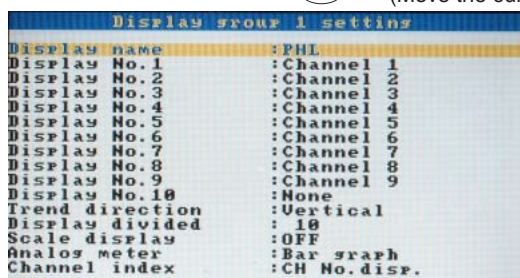 (Move the cur
Display group 1 setting
Display name :PHL
Display No.1 :Channel 1
Display No.2 :Channel 2
Display No.3 :Channel 3
Display No.4 :Channel 4
Display No.5 :Channel 5
Display No.6 :Channel 6
Display No.7 :Channel 7
Display No.8 :Channel 8
Display No.9 :Channel 9
Display No.10 :None
Trend direction :Vertical
Display divided : 10
Scale display :OFF
Analog meter :Bar graph
Channel index :CH No.disp.